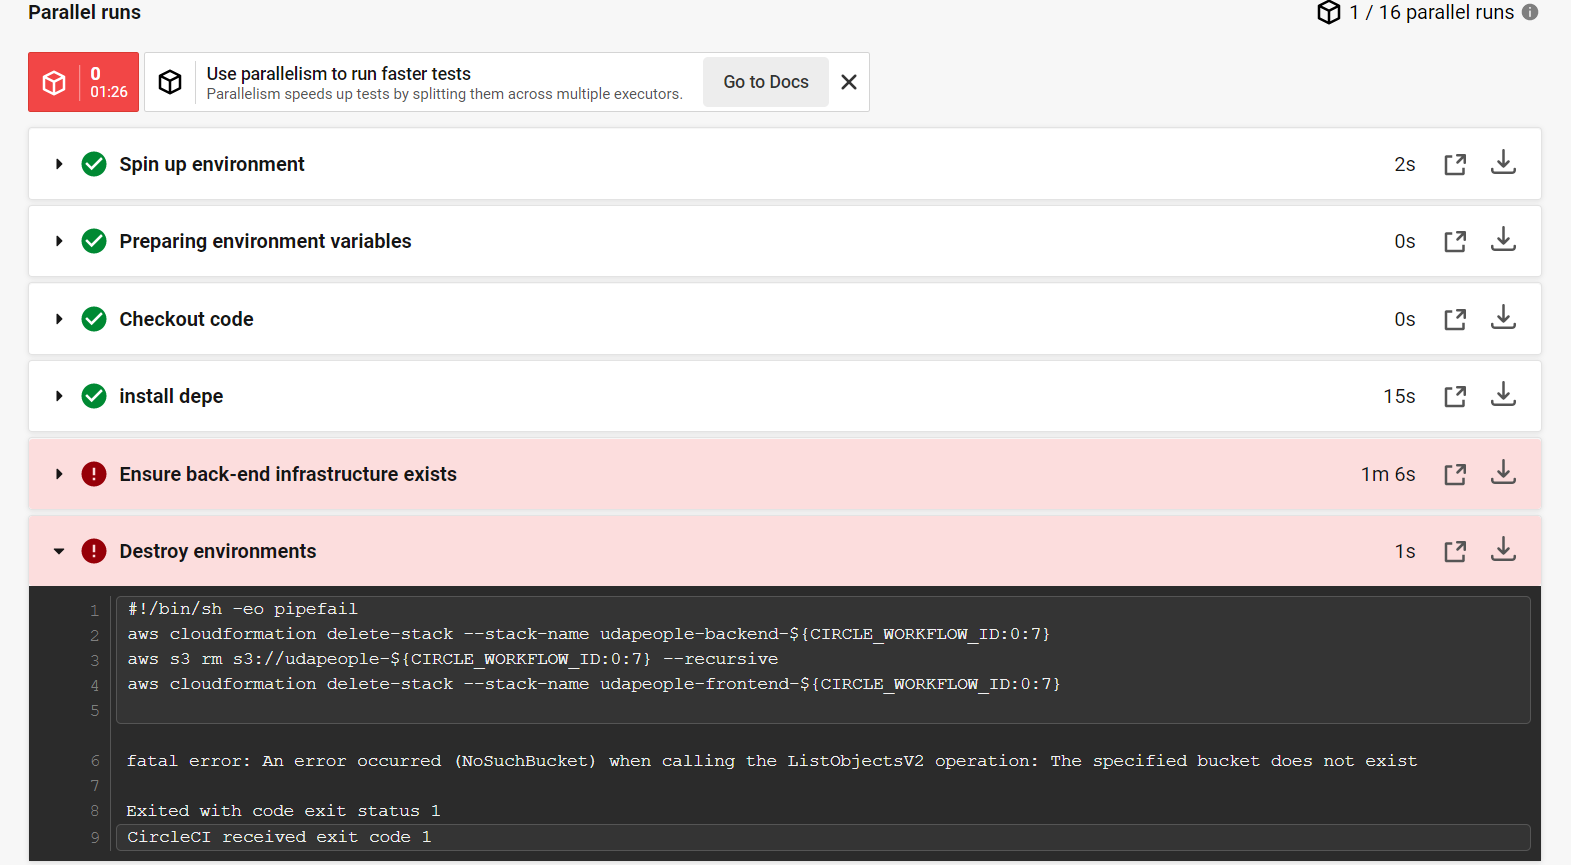 Parallel runs
1 / 16 parallel runs
0
01:26
Use parallelism to run faster tests
Parallelism speeds up tests by splitting them across multiple executors.
Go to Docs
Spin up environment
2s
Preparing environment variables
0s
Checkout code
0s
install depe
15s
Ensure back-end infrastructure exists
1m 6s
Destroy environments
1s
1 #!/bin/sh -eo pipefail
2 aws cloudformation delete-stack --stack-name udapeople-backend-${CIRCLE_WORKFLOW_ID:0:7}
3 aws s3 rm s3://udapeople-${CIRCLE_WORKFLOW_ID:0:7} --recursive
4 aws cloudformation delete-stack --stack-name udapeople-frontend-${CIRCLE_WORKFLOW_ID:0:7}
5
6 fatal error: An error occurred (NoSuchBucket) when calling the ListObjectsV2 operation: The specified bucket does not exist
7
8 Exited with code exit status 1
9 CircleCI received exit code 1